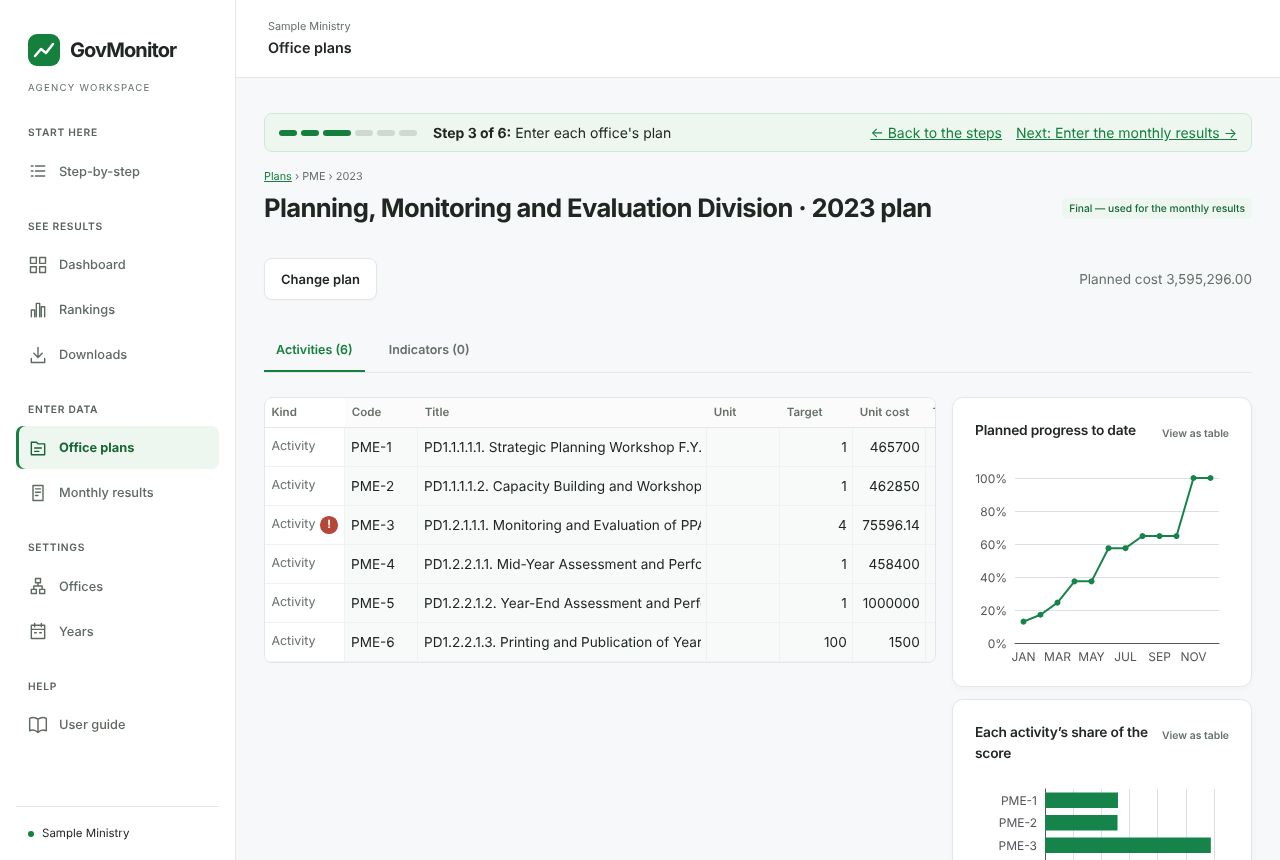 GovMonitor
AGENCY WORKSPACE
START HERE
Step-by-step
SEE RESULTS
Dashboard
Rankings
Downloads
ENTER DATA
Office plans
Monthly results
SETTINGS
Offices
Years
HELP
User guide
Sample Ministry
Sample Ministry
Office plans
Step 3 of 6: Enter each office's plan
← Back to the steps Next: Enter the monthly results →
Plans › PME › 2023
Planning, Monitoring and Evaluation Division · 2023 plan
Final — used for the monthly results
Change plan
Planned cost 3,595,296.00
Activities (6) Indicators (0)
Kind Code Title Unit Target Unit cost
Activity PME-1 PD1.1.1.1.1. Strategic Planning Workshop F.Y. 1 465700
Activity PME-2 PD1.1.1.1.2. Capacity Building and Workshop 1 462850
Activity ! PME-3 PD1.2.1.1.1. Monitoring and Evaluation of PPA 4 75596.14
Activity PME-4 PD1.2.2.1.1. Mid-Year Assessment and Perfo 1 458400
Activity PME-5 PD1.2.2.1.2. Year-End Assessment and Perf 1 1000000
Activity PME-6 PD1.2.2.1.3. Printing and Publication of Year 100 1500
Planned progress to date View as table
100%
80%
60%
40%
20%
0%
JAN MAR MAY JUL SEP NOV
Each activity’s share of the View as table
score
PME-1
PME-2
PME-3